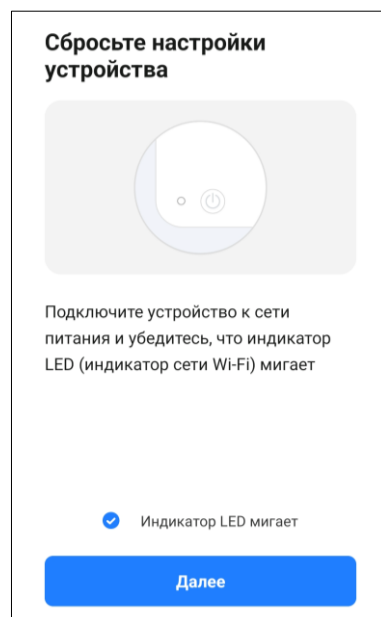 Сбросьте настройки
устройства
Подключите устройство к сети
питания и убедитесь, что индикатор
LED (индикатор сети Wi-Fi) мигает
Индикатор LED мигает
Далее